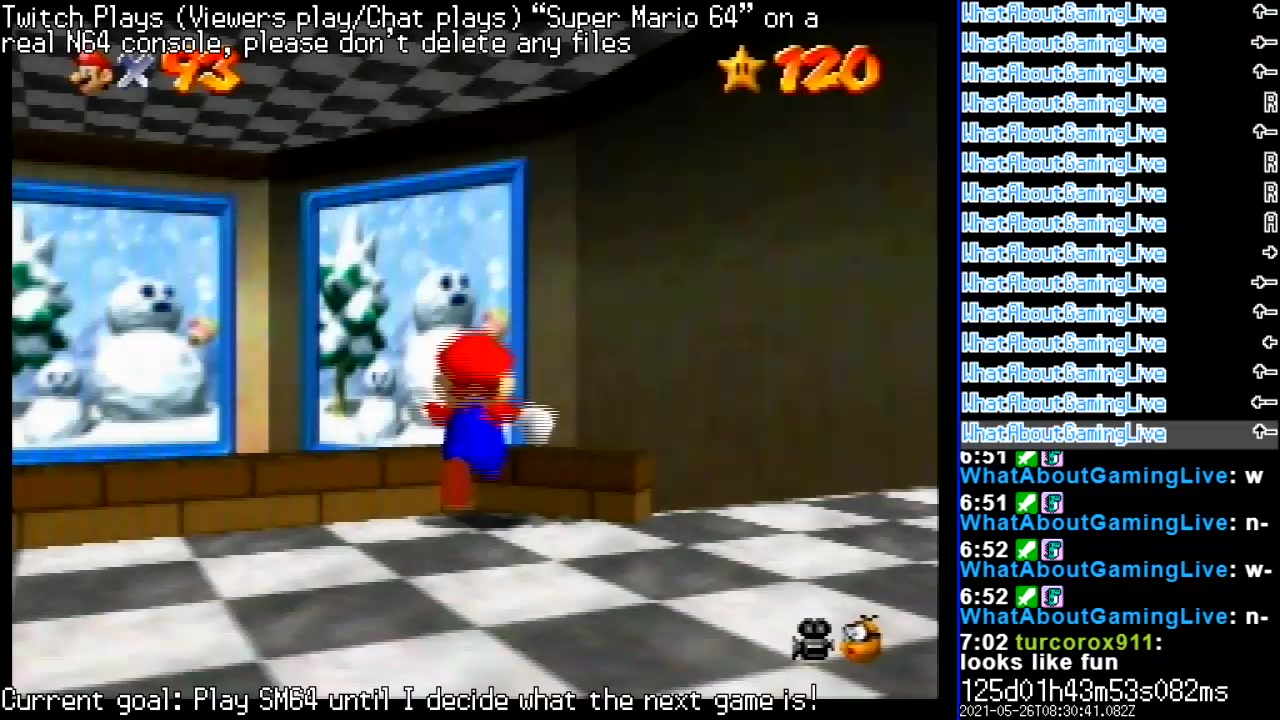 Twitch Plays (Viewers play/Chat plays) “Super Mario 64” on a
real N64 console, please don't delete any files
X 93
120
WhatAboutGamingLive
WhatAboutGamingLive
WhatAboutGamingLive
WhatAboutGamingLive R
WhatAboutGamingLive
WhatAboutGamingLive R
WhatAboutGamingLive R
WhatAboutGamingLive A
WhatAboutGamingLive
WhatAboutGamingLive
WhatAboutGamingLive
WhatAboutGamingLive
WhatAboutGamingLive
WhatAboutGamingLive
WhatAboutGamingLive
6:51
WhatAboutGamingLive: w
6:51
WhatAboutGamingLive: n-
6:52
WhatAboutGamingLive: w-
6:52
WhatAboutGamingLive: n-
7:02 turcorox911:
looks like fun
125d01h43m53s082ms
2021-05-26T08:30:41.082Z
Current goal: Play SM64 until I decide what the next game is!